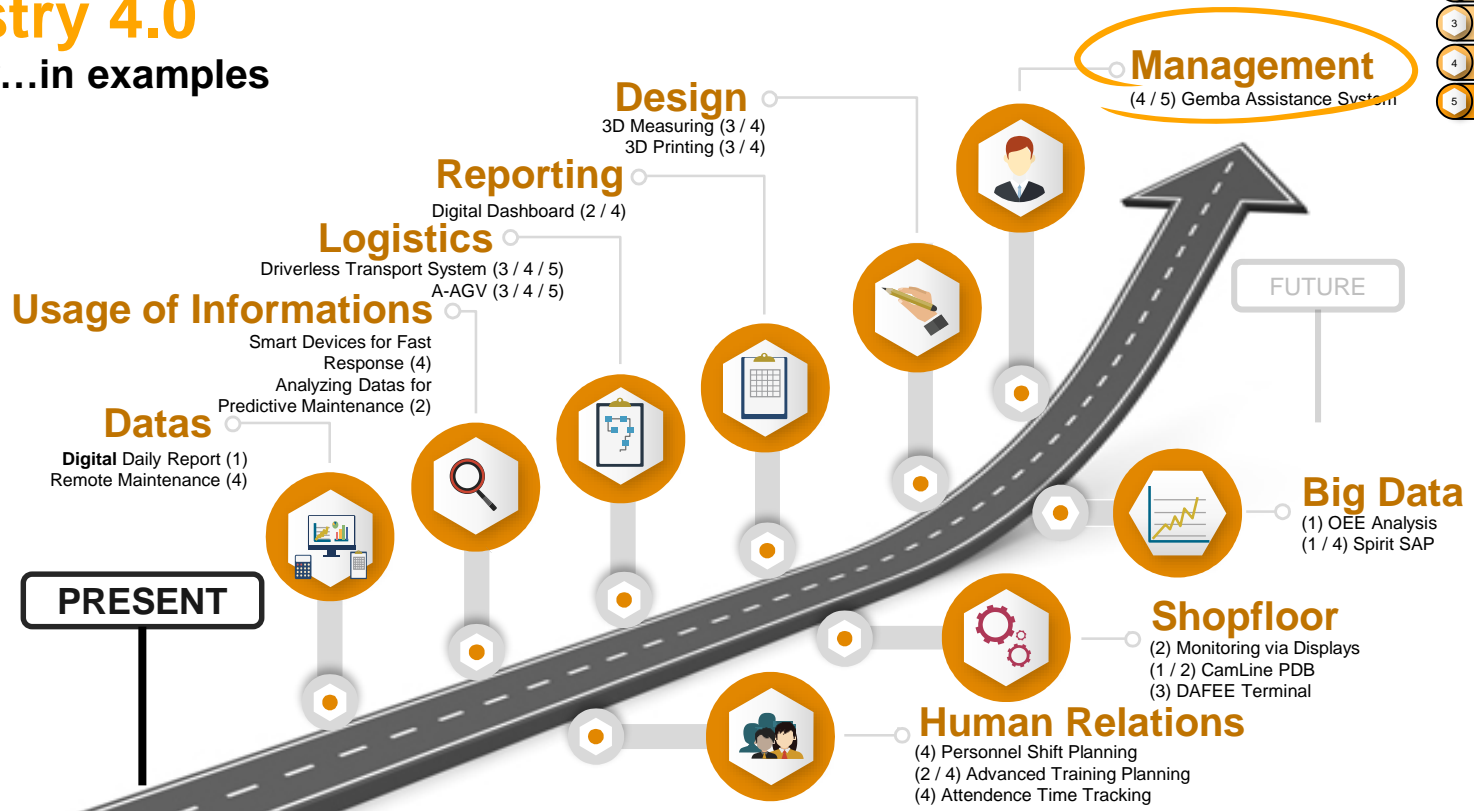 stry 4.0
…in examples
3
4
5
Management
(4 / 5) Gemba Assistance System
Design
3D Measuring (3 / 4)
3D Printing (3 / 4)
Reporting
Digital Dashboard (2 / 4)
Logistics
Driverless Transport System (3 / 4 / 5)
A-AGV (3 / 4 / 5)
Usage of Informations
Smart Devices for Fast
Response (4)
Analyzing Datas for
Predictive Maintenance (2)
Datas
Digital Daily Report (1)
Remote Maintenance (4)
PRESENT
FUTURE
Big Data
(1) OEE Analysis
(1 / 4) Spirit SAP
Shopfloor
(2) Monitoring via Displays
(1 / 2) CamLine PDB
(3) DAFEE Terminal
Human Relations
(4) Personnel Shift Planning
(2 / 4) Advanced Training Planning
(4) Attendence Time Tracking